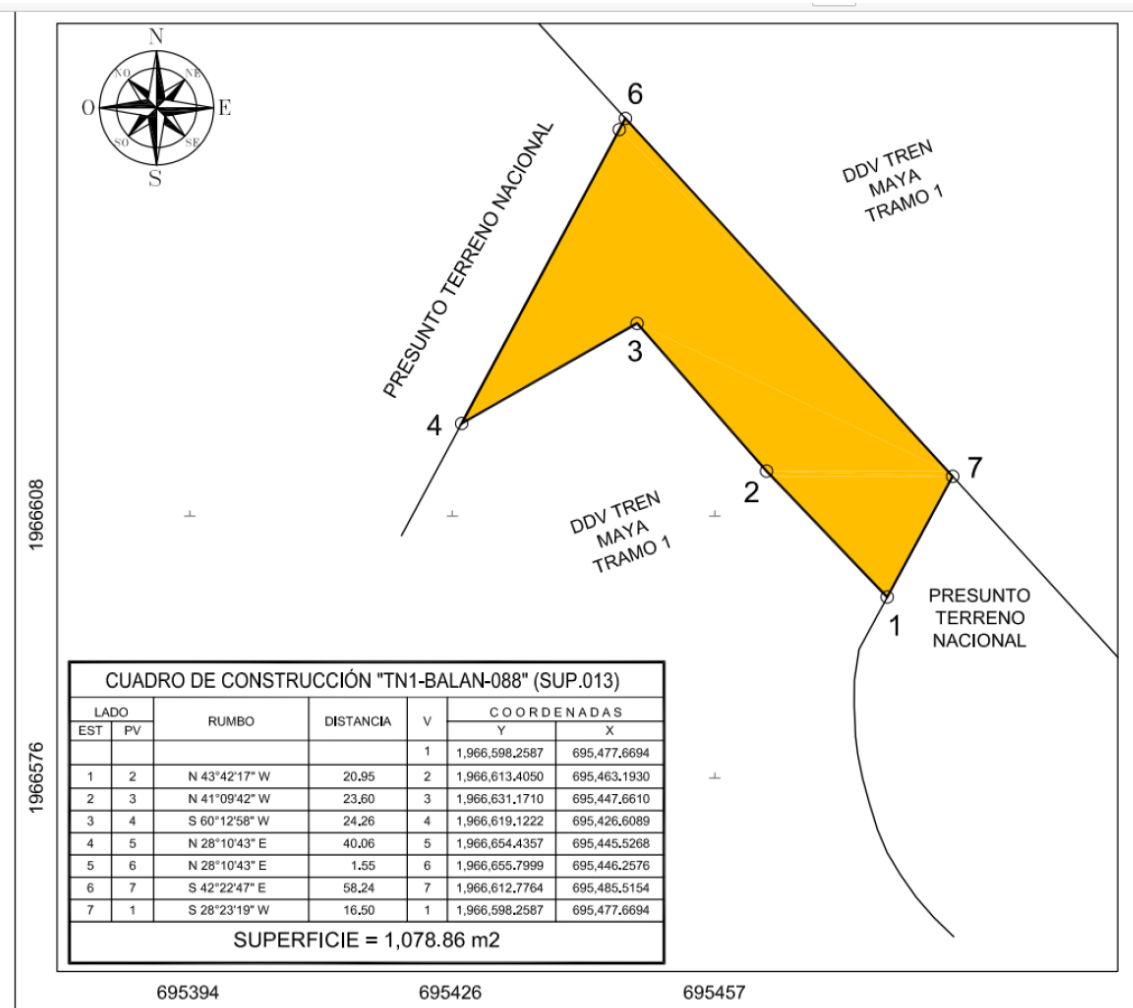 N
NO
NE
O
E
SO
SE
S
6
PRESUNTO TERRENO NACIONAL
DDV TREN
MAYA
TRAMO 1
3
4
7
2
1966608
DDV TREN
MAYA
TRAMO 1
PRESUNTO
TERRENO
NACIONAL
1
CUADRO DE CONSTRUCCIÓN "TN1-BALAN-088" (SUP.013)
LADO RUMBO DISTANCIA V COORDENADAS
EST PV Y X
1 1,966,598.2587 695,477.6694
1 2 N 43°42'17" W 20.95 2 1,966,613.4050 695,463.1930
2 3 N 41°09'42" W 23.60 3 1,966,631.1710 695,447.6610
3 4 S 60°12'58" W 24.26 4 1,966,619.1222 695,426.6089
4 5 N 28°10'43" E 40.06 5 1,966,654.4357 695,445.5268
5 6 N 28°10'43" E 1.55 6 1,966,655.7999 695,446.2576
6 7 S 42°22'47" E 58.24 7 1,966,612.7764 695,485.5154
7 1 S 28°23'19" W 16.50 1 1,966,598.2587 695,477.6694
SUPERFICIE = 1,078.86 m2
1966576
695394
695426
695457